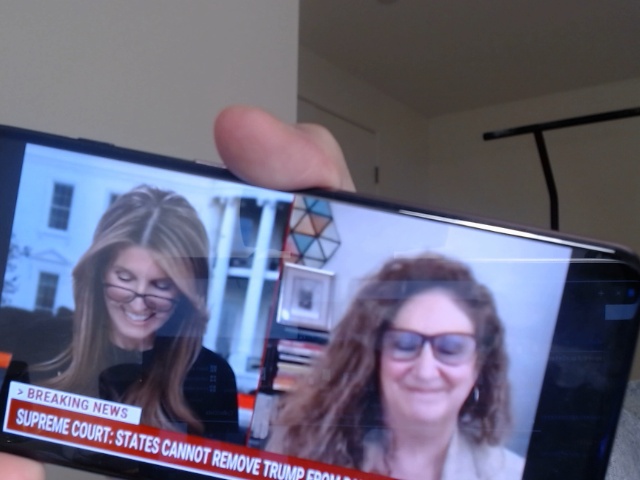 > BREAKING NEWS
SUPREME COURT: STATES CANNOT REMOVE TRUMP FROM